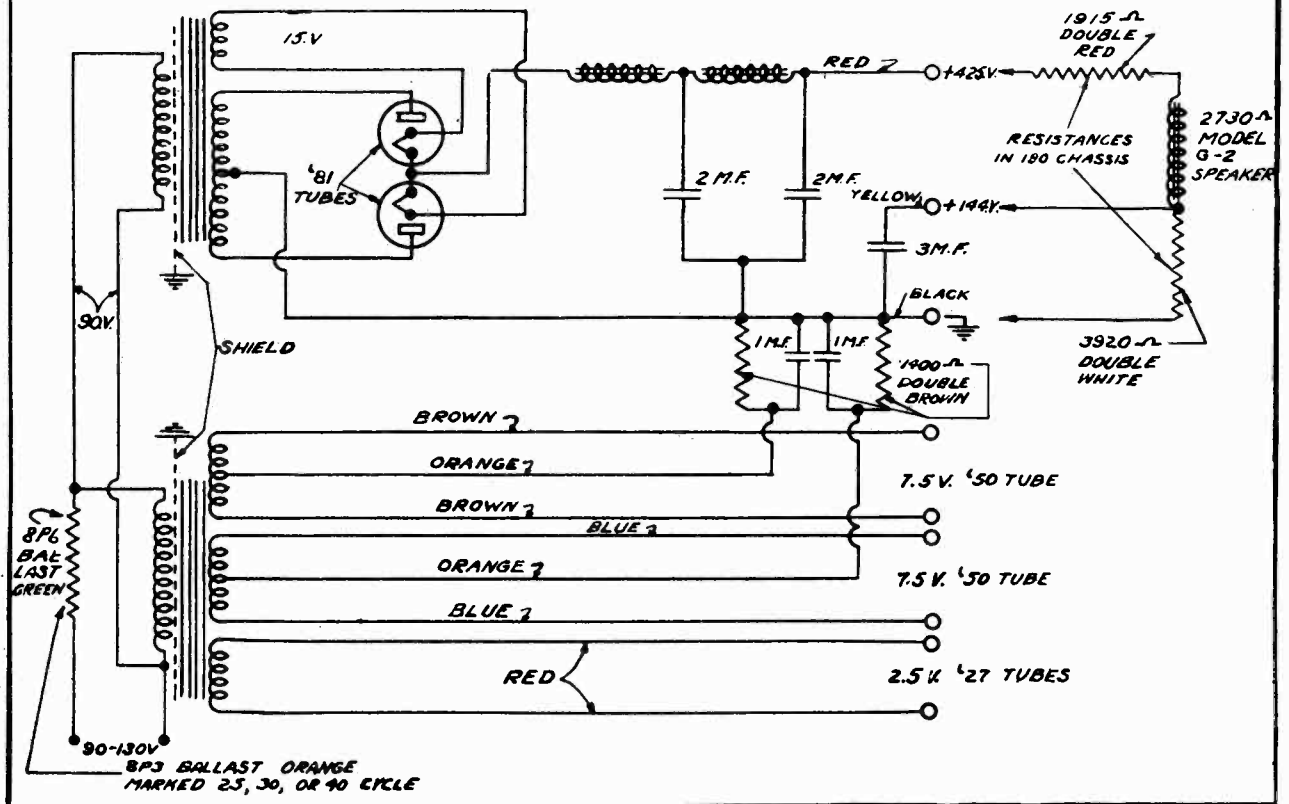 15.V
1915 Ω
DOUBLE
RED
RED
+425V.
2730 Ω
MODEL
G-2
SPEAKER
RESISTANCES
IN 180 CHASSIS
'81
TUBES
2 M.F.
2M.F.
YELLOW
+144V.
3M.F.
BLACK
90V.
SHIELD
1 M.F.
1 M.F.
1400 Ω
DOUBLE
BROWN
3920 Ω
DOUBLE
WHITE
BROWN
ORANGE
7.5 V. '50 TUBE
BROWN
BLUE
8P6
BAL
LAST
GREEN
ORANGE
7.5 V. '50 TUBE
BLUE
RED
2.5 V. '27 TUBES
90-130V
8P3 BALLAST ORANGE
MARKED 25, 30, OR 40 CYCLE